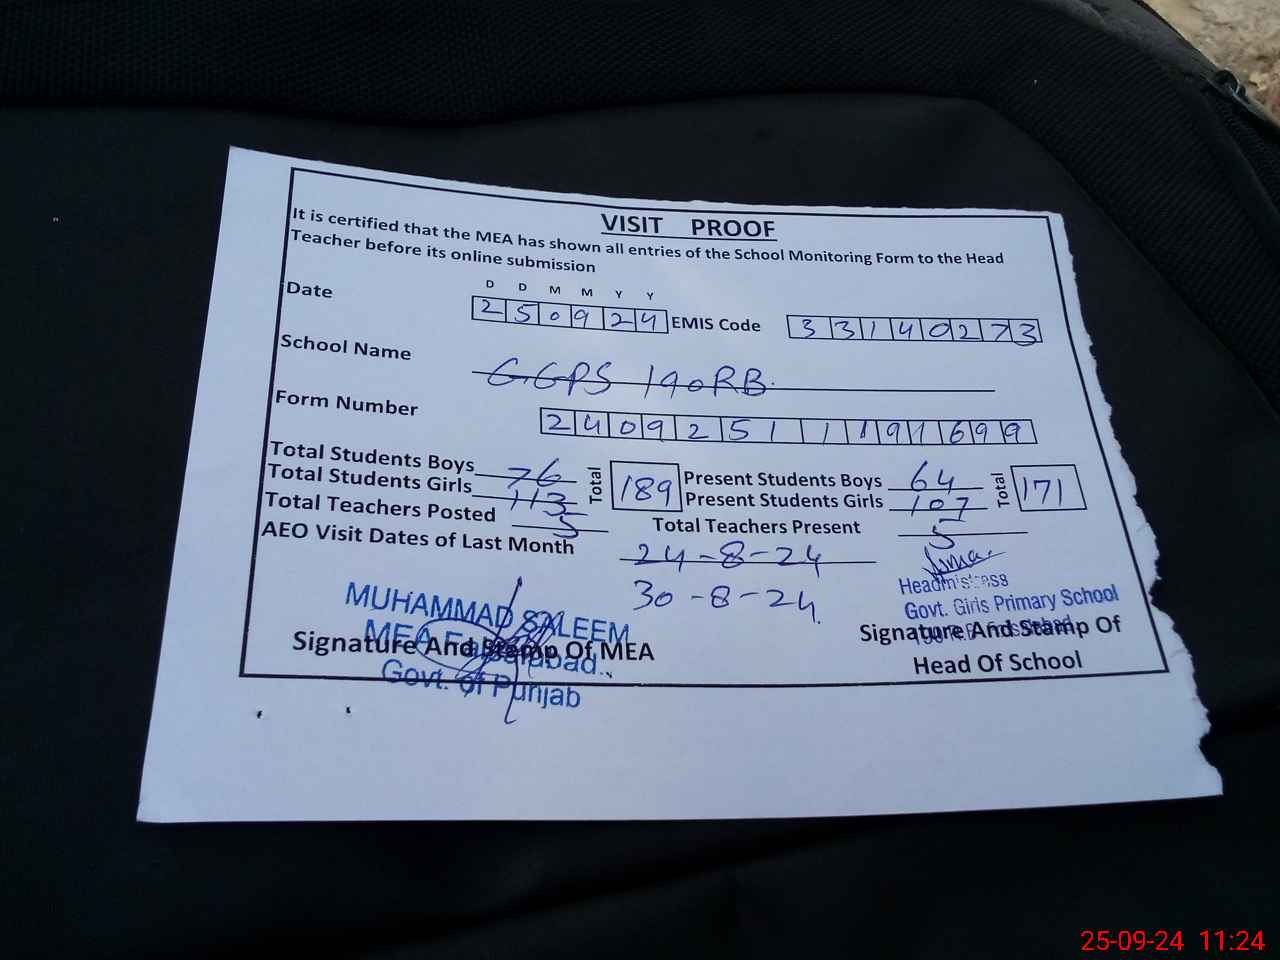 VISIT PROOF
It is certified that the MEA has shown all entries of the School Monitoring Form to the Head
Teacher before its online submission
D D M M Y Y
Date 250924 EMIS Code 33140273
School Name G.GPS 190RB.
Form Number 240925111191699
Total Students Boys 76 Total 189 Present Students Boys 64 Total 171
Total Students Girls 113 Present Students Girls 107
Total Teachers Posted 5 Total Teachers Present 5
AEO Visit Dates of Last Month 24-8-24
30-8-24
Headmistress
Govt. Girls Primary School
MUHAMMAD SALEEM
MEA Faisalabad.
Govt. of Punjab
Signature And Stamp Of MEA
Signature And Stamp Of
Head Of School
25-09-24 11:24